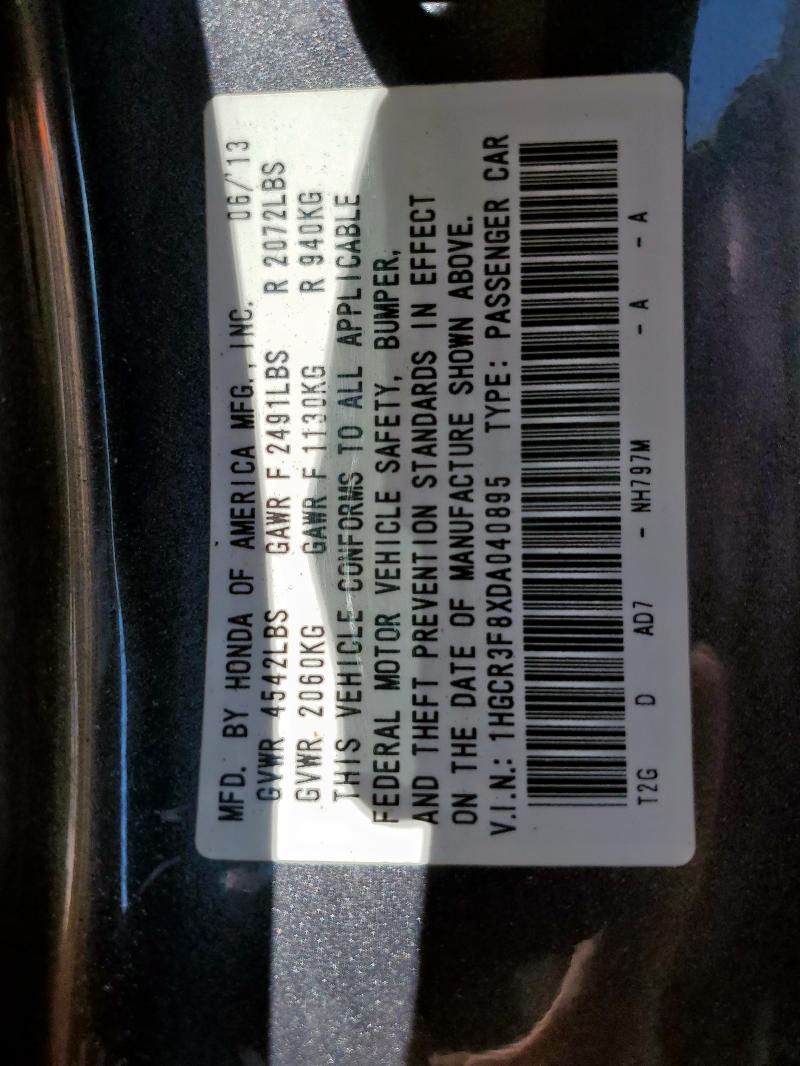 MFD. BY HONDA OF AMERICA MFG., INC. 06/'13
GVWR 4542LBS GAWR F 2491LBS R 2072LBS
GVWR 2060KG GAWR F 1130KG R 940KG
THIS VEHICLE CONFORMS TO ALL APPLICABLE
FEDERAL MOTOR VEHICLE SAFETY, BUMPER,
AND THEFT PREVENTION STANDARDS IN EFFECT
ON THE DATE OF MANUFACTURE SHOWN ABOVE.
V.I.N.: 1HGCR3F8XDA040895 TYPE: PASSENGER CAR
T2G D AD7 - NH797M - A - A